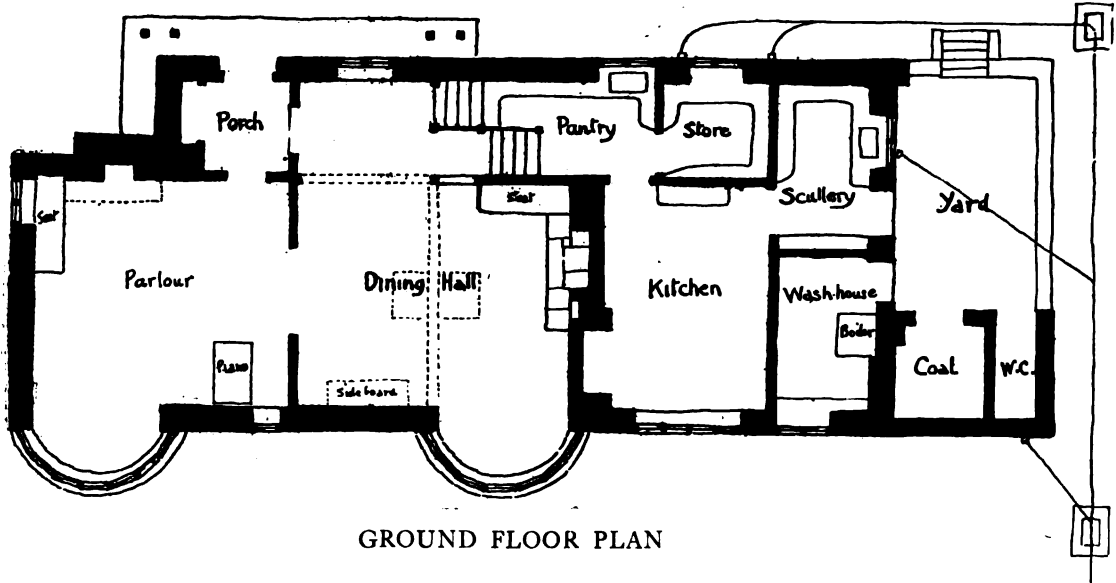 Porch
Pantry
Store
Scullery
Yard
Seat
Seat
Parlour
Dining Hall
Kitchen
Wash-house
Boiler
Piano
Sideboard
Coal
W.C.
GROUND FLOOR PLAN